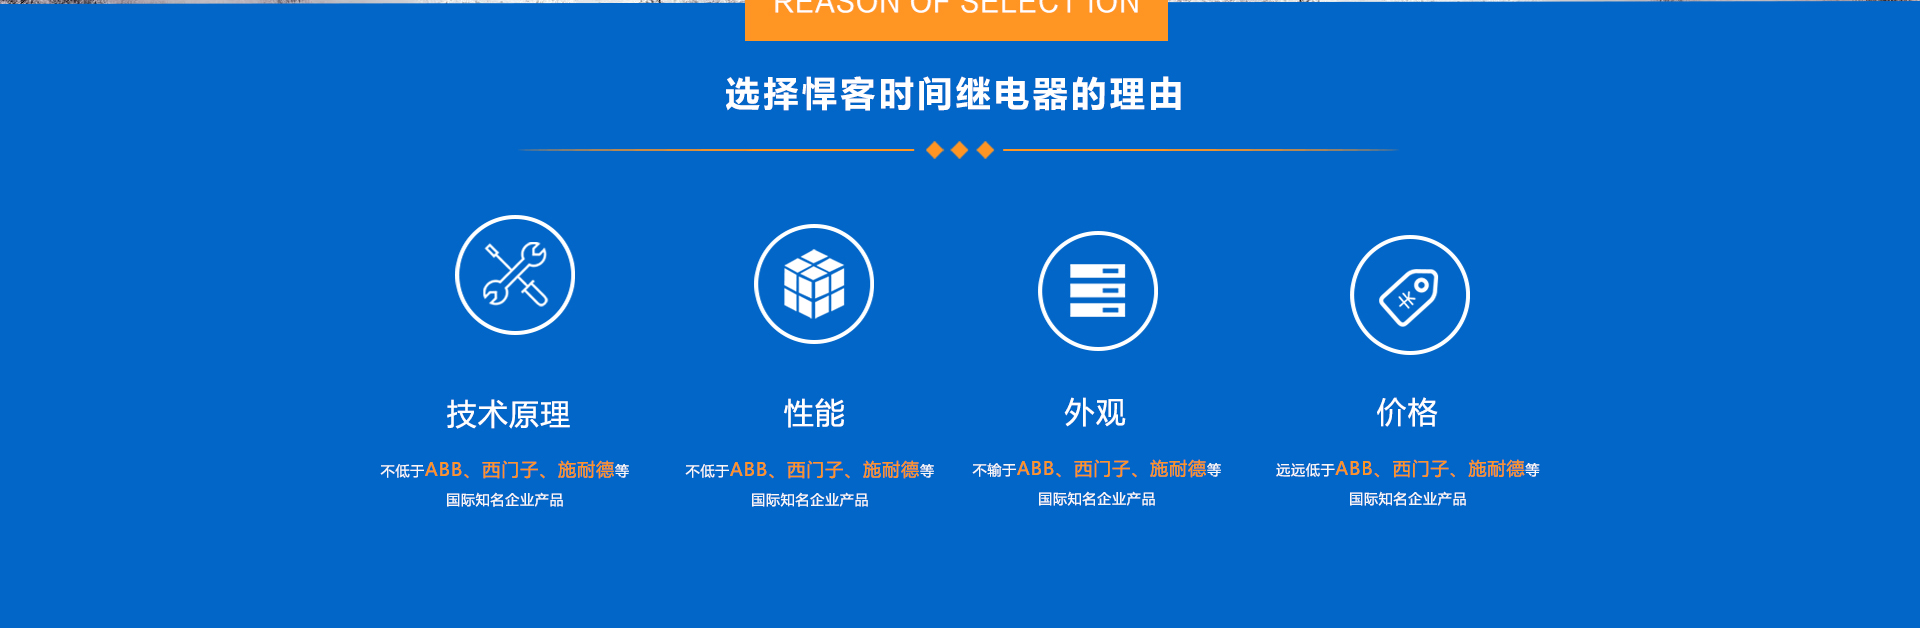 REASON OF SELECTION
选择悍客时间继电器的理由
技术原理
不低于ABB、西门子、施耐德等
国际知名企业产品
性能
不低于ABB、西门子、施耐德等
国际知名企业产品
外观
不输于ABB、西门子、施耐德等
国际知名企业产品
价格
远远低于ABB、西门子、施耐德等
国际知名企业产品